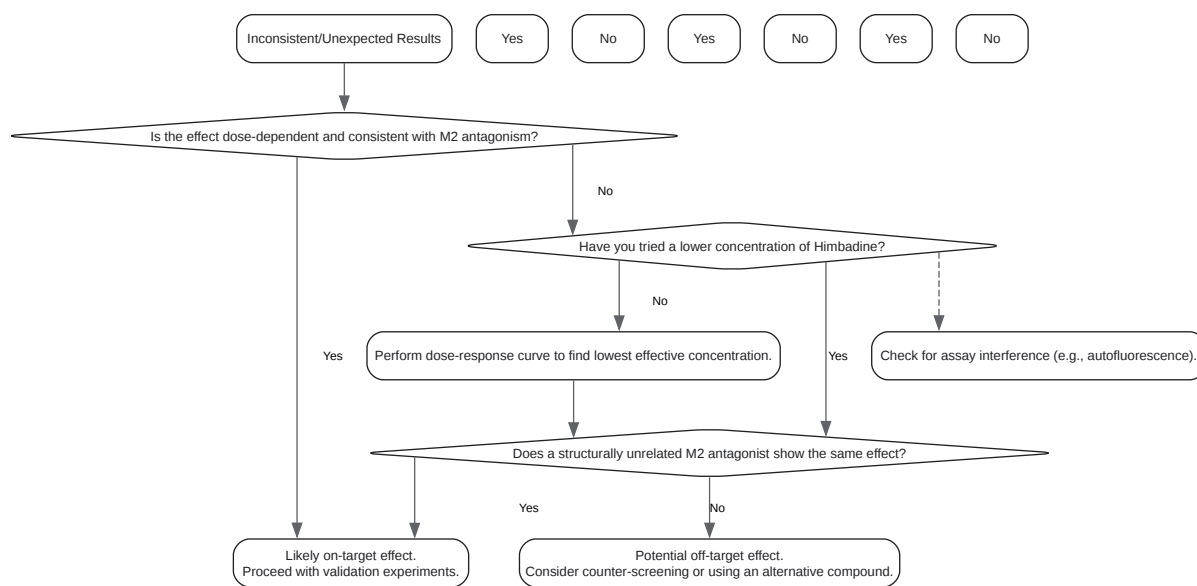 Inconsistent/Unexpected Results
Yes
No
Yes
No
Yes
No
Is the effect dose-dependent and consistent with M2 antagonism?
No
Have you tried a lower concentration of Himbadine?
No
Yes
Perform dose-response curve to find lowest effective concentration.
Yes
Check for assay interference (e.g., autofluorescence).
Does a structurally unrelated M2 antagonist show the same effect?
Yes
No
Likely on-target effect.
Proceed with validation experiments.
Potential off-target effect.
Consider counter-screening or using an alternative compound.